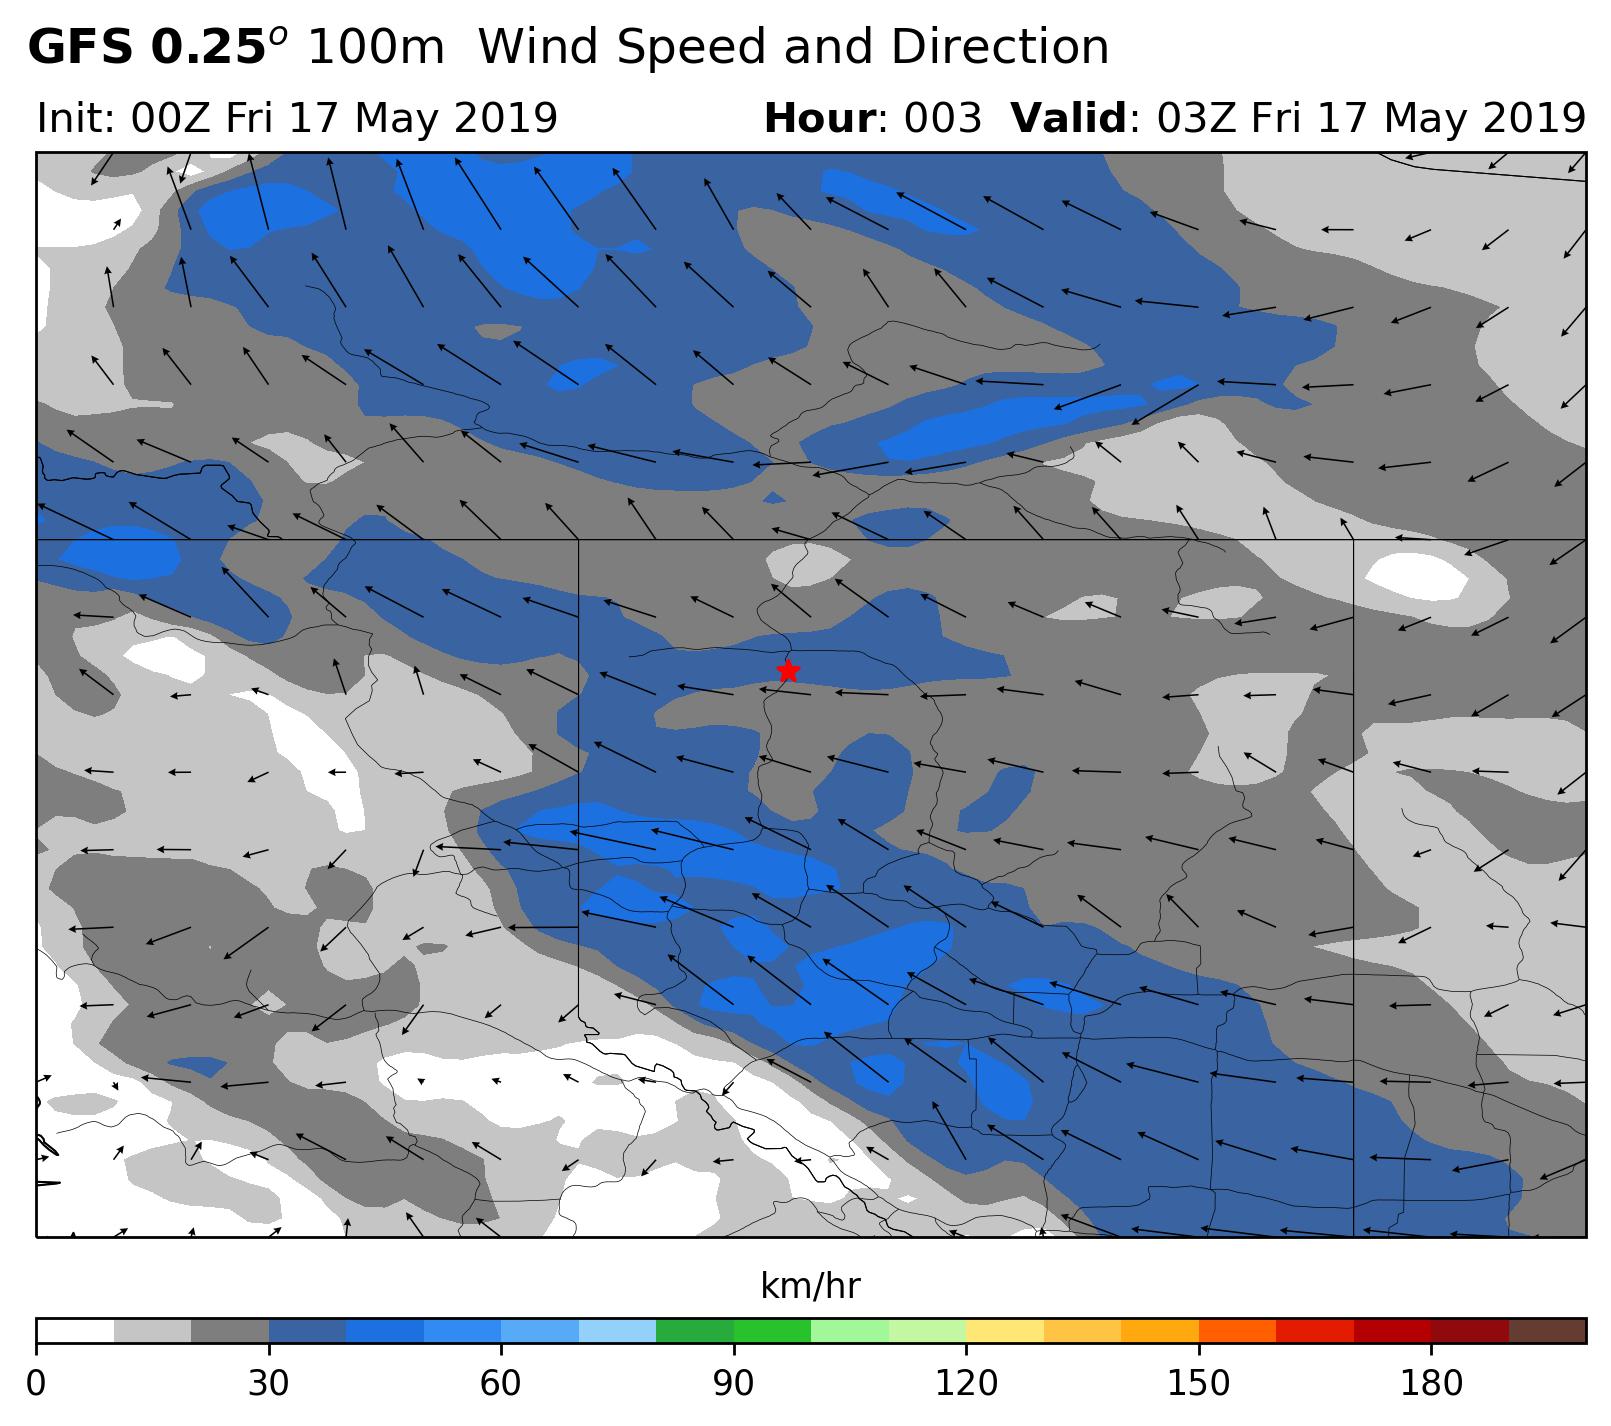 GFS 0.25° 100m Wind Speed and Direction
Init: 00Z Fri 17 May 2019 Hour: 003 Valid: 03Z Fri 17 May 2019
km/hr
0 30 60 90 120 150 180